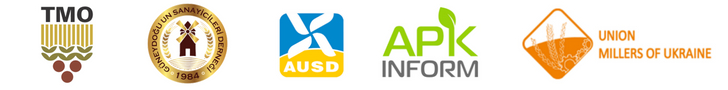 TMO
GÜNEYDOĞU UN SANAYİCİLERİ DERNEĞİ
1984
AUSD
APK
INFORM
UNION
MILLERS OF UKRAINE